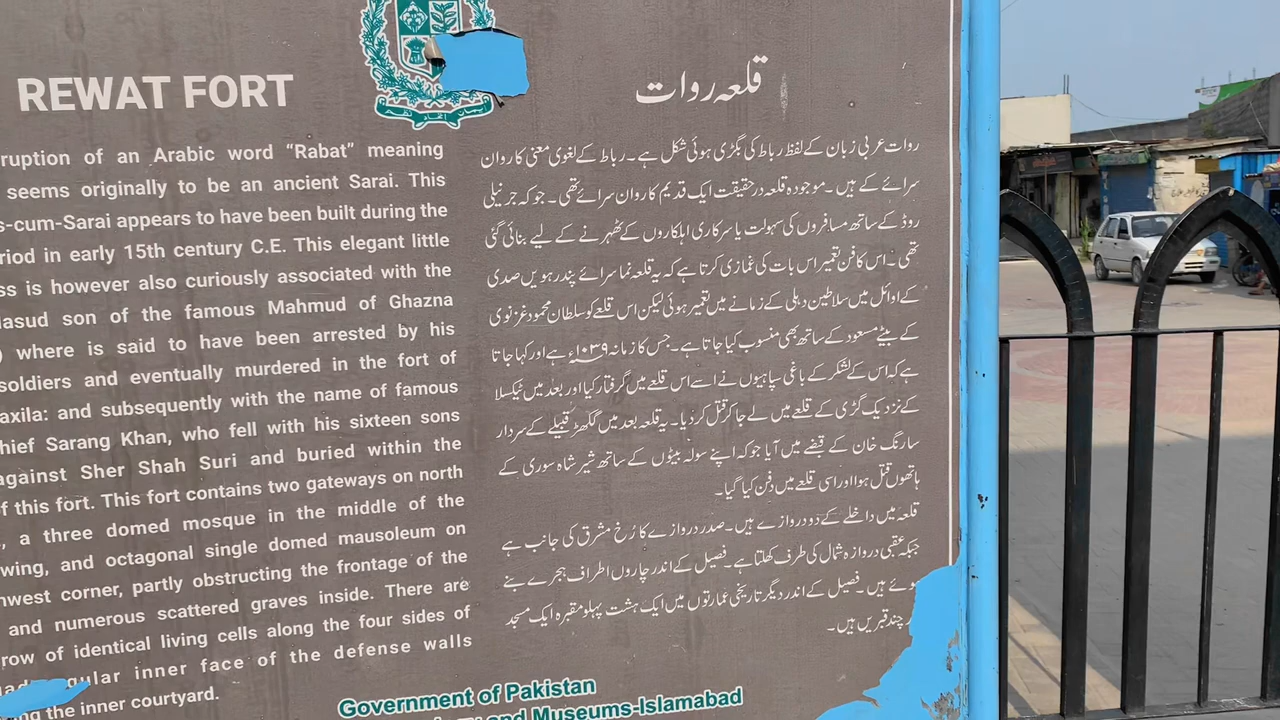 REWAT FORT
ruption of an Arabic word “Rabat” meaning
seems originally to be an ancient Sarai. This
s-cum-Sarai appears to have been built during the
riod in early 15th century C.E. This elegant little
ss is however also curiously associated with the
asud son of the famous Mahmud of Ghazna
) where is said to have been arrested by his
soldiers and eventually murdered in the fort of
axila: and subsequently with the name of famous
hief Sarang Khan, who fell with his sixteen sons
against Sher Shah Suri and buried within the
f this fort. This fort contains two gateways on north
, a three domed mosque in the middle of the
wing, and octagonal single domed mausoleum on
hwest corner, partly obstructing the frontage of the
and numerous scattered graves inside. There are
row of identical living cells along the four sides of
gular inner face of the defense walls
the inner courtyard.
ایمان اتحاد نظم
قلعہ روات
روات عربی زبان کے لفظ رباط کی بگڑی ہوئی شکل ہے۔ رباط کے لغوی معنی کاروان
سرائے کے ہیں۔ موجودہ قلعہ درحقیقت ایک قدیم کاروان سرائے تھی۔ جو کہ جرنیلی
روڈ کے ساتھ مسافروں کی سہولت یا سرکاری اہلکاروں کے ٹھہرنے کے لیے بنائی گئی
تھی۔ اس کا فن تعمیر اس بات کی غمازی کرتا ہے کہ یہ قلعہ نما سرائے پندرہویں صدی
کے اوائل میں سلاطین دہلی کے زمانے میں تعمیر ہوئی لیکن اس قلعے کو سلطان محمود غزنوی
کے بیٹے مسعود کے ساتھ بھی منسوب کیا جاتا ہے۔ جس کا زمانہ ۱۰۳۹ء ہے اور کہا جاتا
ہے کہ اس کے لشکر کے باغی سپاہیوں نے اسے اس قلعے میں گرفتار کیا اور بعد میں ٹیکسلا
کے نزدیک گڑی کے قلعے میں لے جا کر قتل کر دیا۔ یہ قلعہ بعد میں گکھڑ قبیلے کے سردار
سارنگ خان کے قبضے میں آیا جو کہ اپنے سولہ بیٹوں کے ساتھ شیر شاہ سوری کے
ہاتھوں قتل ہوا اور اسی قلعے میں دفن کیا گیا۔
قلعہ میں داخلے کے دو دروازے ہیں۔ صدر دروازے کا رُخ مشرق کی جانب ہے
جبکہ عقبی دروازہ شمال کی طرف کھلتا ہے۔ فصیل کے اندر چاروں اطراف ہجرے بنے
ہوئے ہیں۔ فصیل کے اندر دیگر تاریخی عمارتوں میں ایک ہشت پہلو مقبرہ ایک مسجد
چند قبریں ہیں۔
Government of Pakistan
and Museums-Islamabad